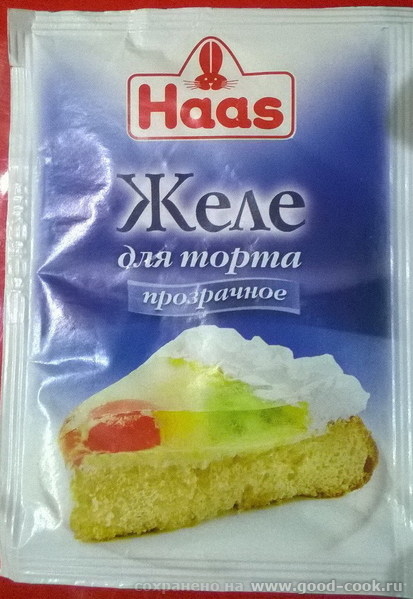 Haas
Желе
для торта
прозрачное
сохранено на www.good-cook.ru